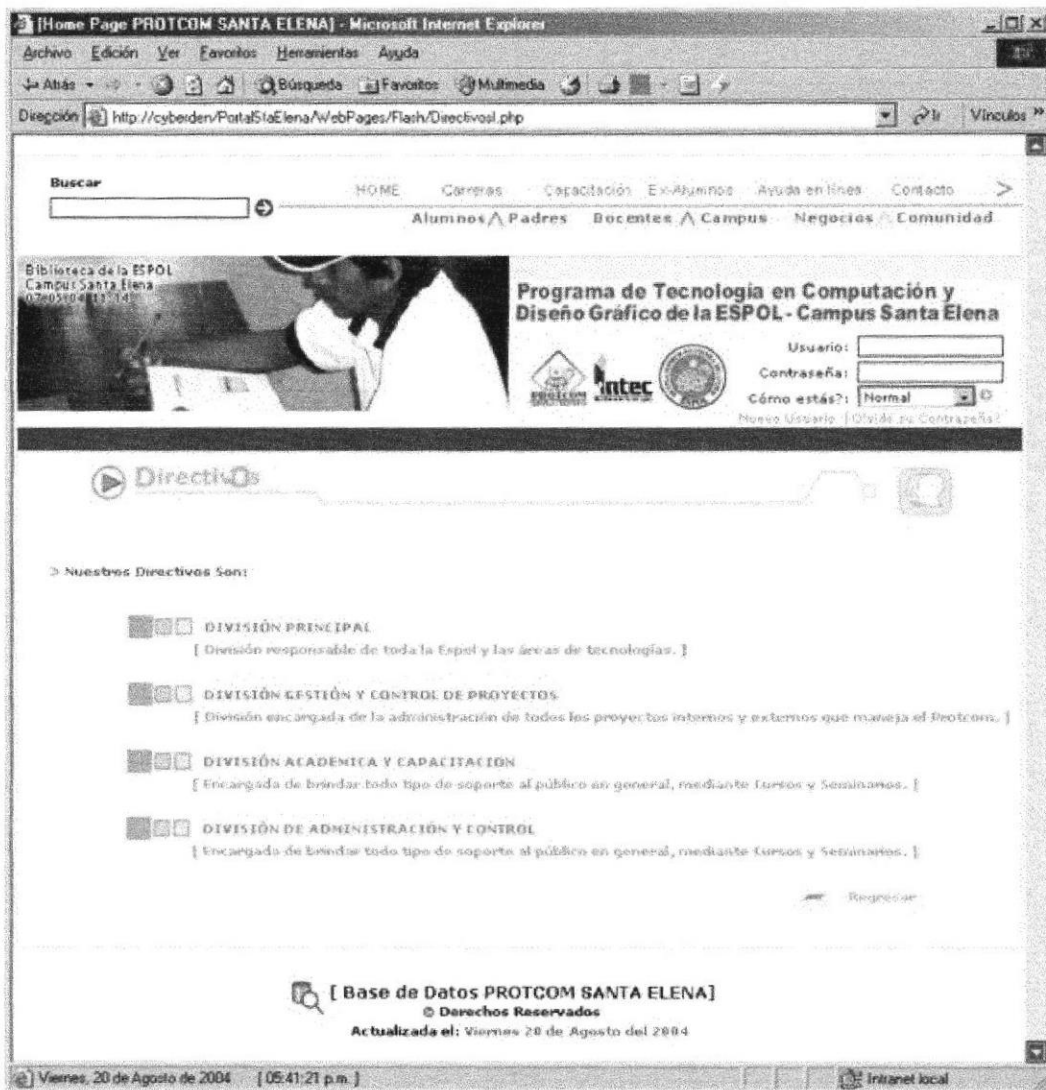 [Home Page PROTCOM SANTA ELENA] - Microsoft Internet Explorer
Archivo Edición Ver Favoritos Herramientas Ayuda
Atrás Búsqueda Favoritos Multimedia
Dirección http://cyberden/PortalStaElena/WebPages/Flash/Directivos1.php Ir Vínculos »
Buscar
HOME Carreras Capacitación Ex-Alumnos Ayuda en línea Contacto >
Alumnos Padres Docentes Campus Negocios Comunidad
Biblioteca de la ESPOL
Campus Santa Elena
07-05-04 11:14
Programa de Tecnología en Computación y
Diseño Gráfico de la ESPOL - Campus Santa Elena
Usuario:
Contraseña:
PROTCOM intec
Cómo estás?: Normal
Nuevo Usuario | Olvidé su Contraseña?
DirectivOs
> Nuestros Directivos Son:
DIVISIÓN PRINCIPAL
[ División responsable de toda la Espol y las áreas de tecnologías. ]
DIVISIÓN GESTIÓN Y CONTROL DE PROYECTOS
[ División encargada de la administración de todos los proyectos internos y externos que maneja el Protcom. ]
DIVISIÓN ACADEMICA Y CAPACITACION
[ Encargada de brindar todo tipo de soporte al público en general, mediante Cursos y Seminarios. ]
DIVISIÓN DE ADMINISTRACIÓN Y CONTROL
[ Encargada de brindar todo tipo de soporte al público en general, mediante Cursos y Seminarios. ]
Regresar
[ Base de Datos PROTCOM SANTA ELENA]
© Derechos Reservados
Actualizada el: Viernes 20 de Agosto del 2004
Viernes, 20 de Agosto de 2004 [ 05:41:21 p.m. ] Intranet local